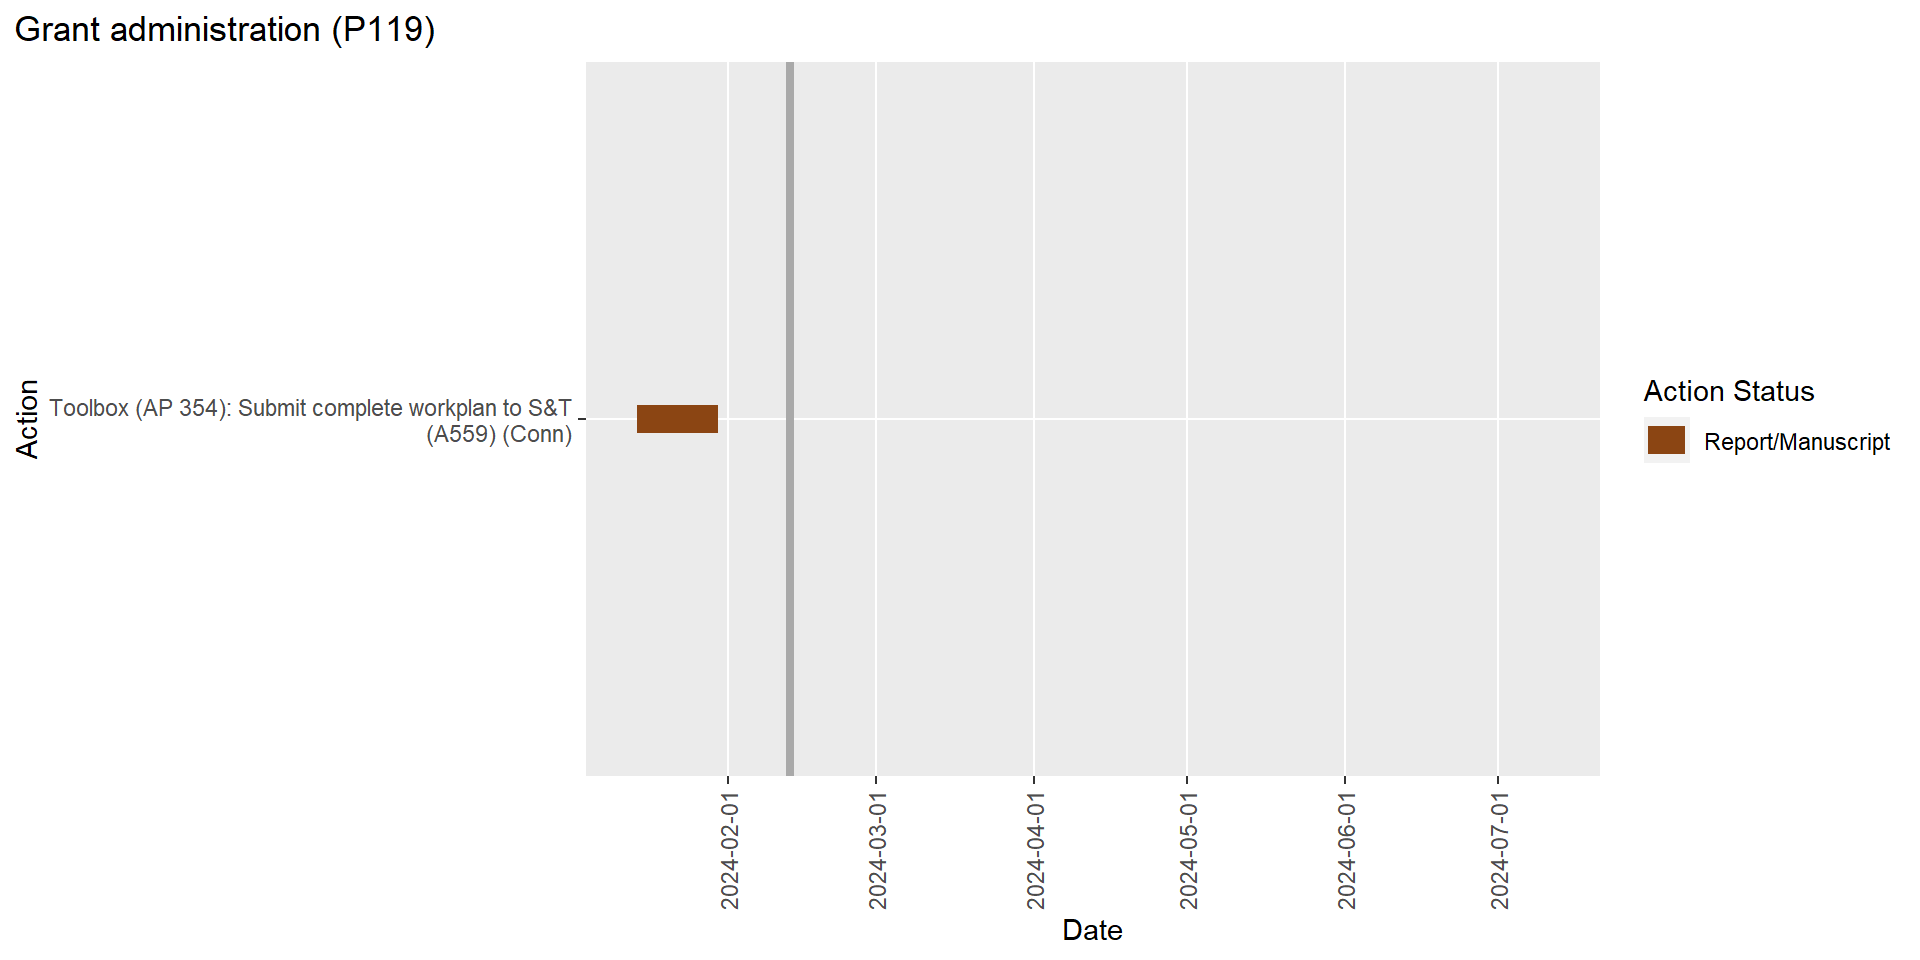 Grant administration (P119)
Action
Toolbox (AP 354): Submit complete workplan to S&T
(A559) (Conn)
Action Status
Report/Manuscript
2024-02-01
2024-03-01
2024-04-01
2024-05-01
2024-06-01
2024-07-01
Date